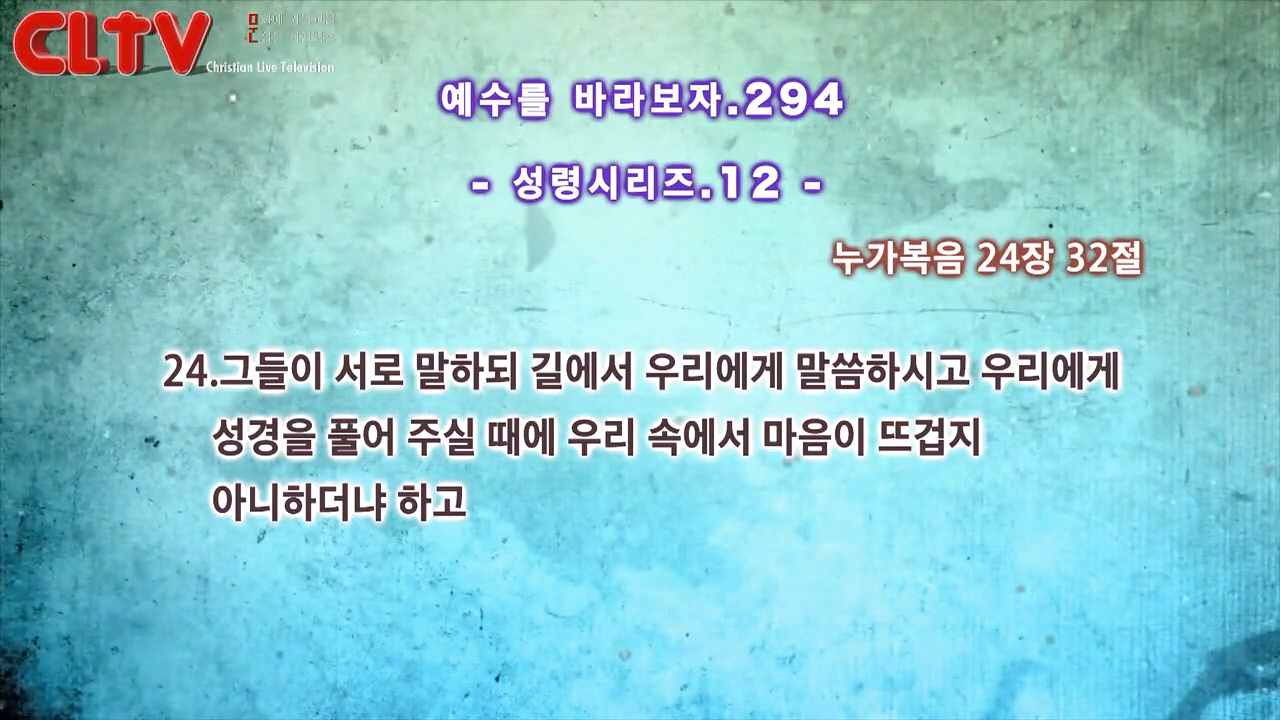 CLTV
Christian Live Television
예수를 바라보자.294
- 성령시리즈.12 -
누가복음 24장 32절
24.그들이 서로 말하되 길에서 우리에게 말씀하시고 우리에게
성경을 풀어 주실 때에 우리 속에서 마음이 뜨겁지
아니하더냐 하고